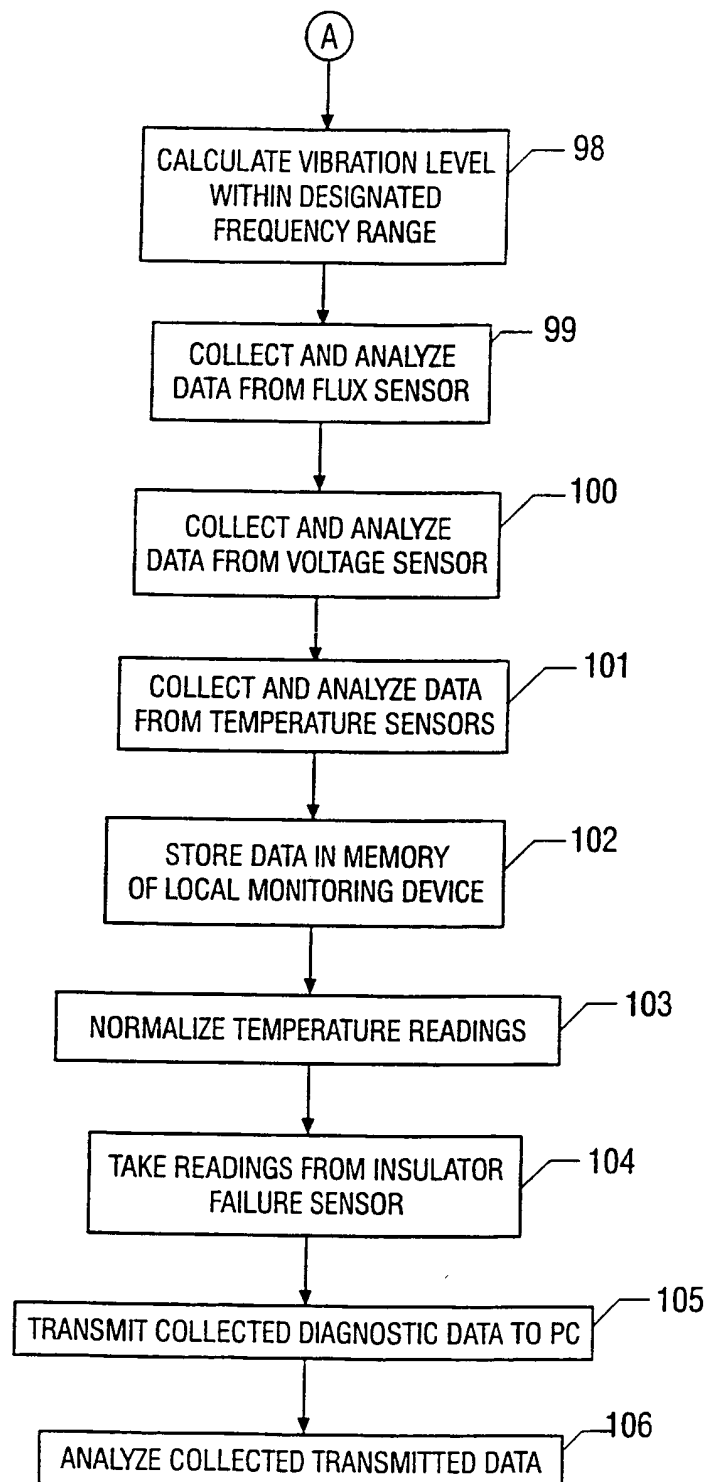 A
CALCULATE VIBRATION LEVEL
WITHIN DESIGNATED
FREQUENCY RANGE
98
COLLECT AND ANALYZE
DATA FROM FLUX SENSOR
99
COLLECT AND ANALYZE
DATA FROM VOLTAGE SENSOR
100
COLLECT AND ANALYZE DATA
FROM TEMPERATURE SENSORS
101
STORE DATA IN MEMORY
OF LOCAL MONITORING DEVICE
102
NORMALIZE TEMPERATURE READINGS
103
TAKE READINGS FROM INSULATOR
FAILURE SENSOR
104
TRANSMIT COLLECTED DIAGNOSTIC DATA TO PC
105
ANALYZE COLLECTED TRANSMITTED DATA
106